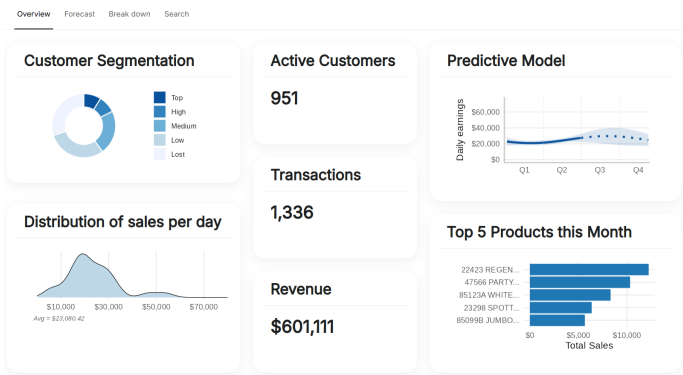 Overview Forecast Break down Search
Customer Segmentation
Top
High
Medium
Low
Lost
Distribution of sales per day
$10,000 $30,000 $50,000 $70,000
Avg = $23,080.42
Active Customers
951
Transactions
1,336
Revenue
$601,111
Predictive Model
Daily earnings
$60,000
$40,000
$20,000
$0
Q1 Q2 Q3 Q4
Top 5 Products this Month
22423 REGEN...
47566 PARTY...
85123A WHITE...
23298 SPOTT...
85099B JUMBO...
$0 $5,000 $10,000
Total Sales